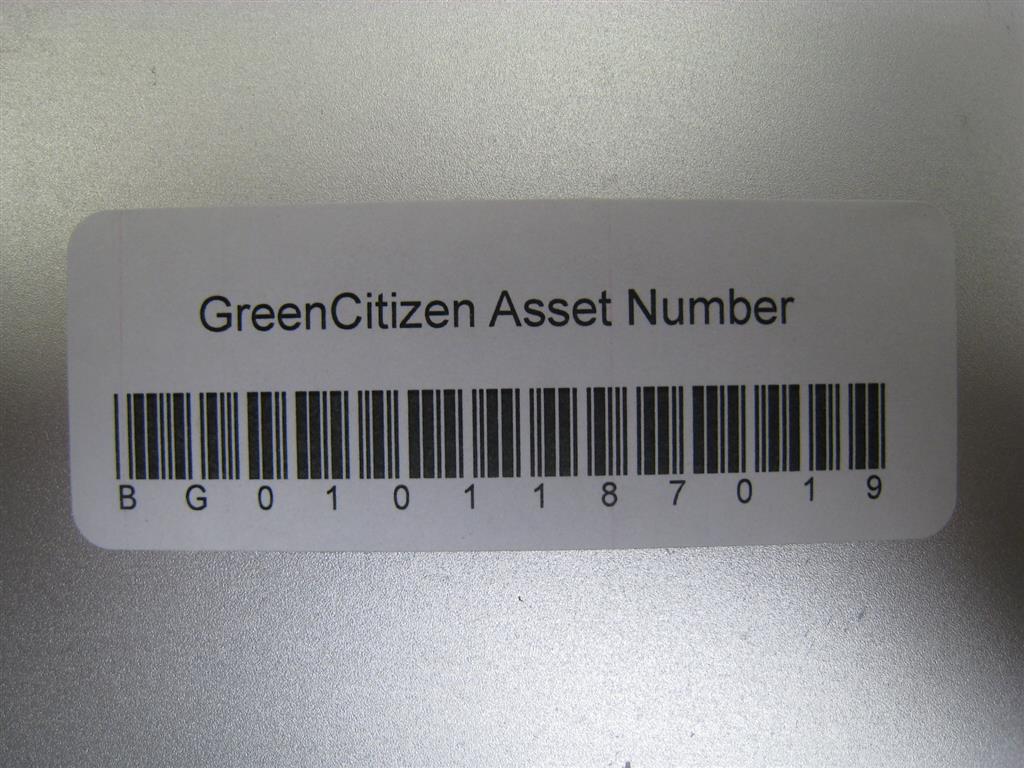 GreenCitizen Asset Number
B G 0 1 0 1 1 8 7 0 1 9